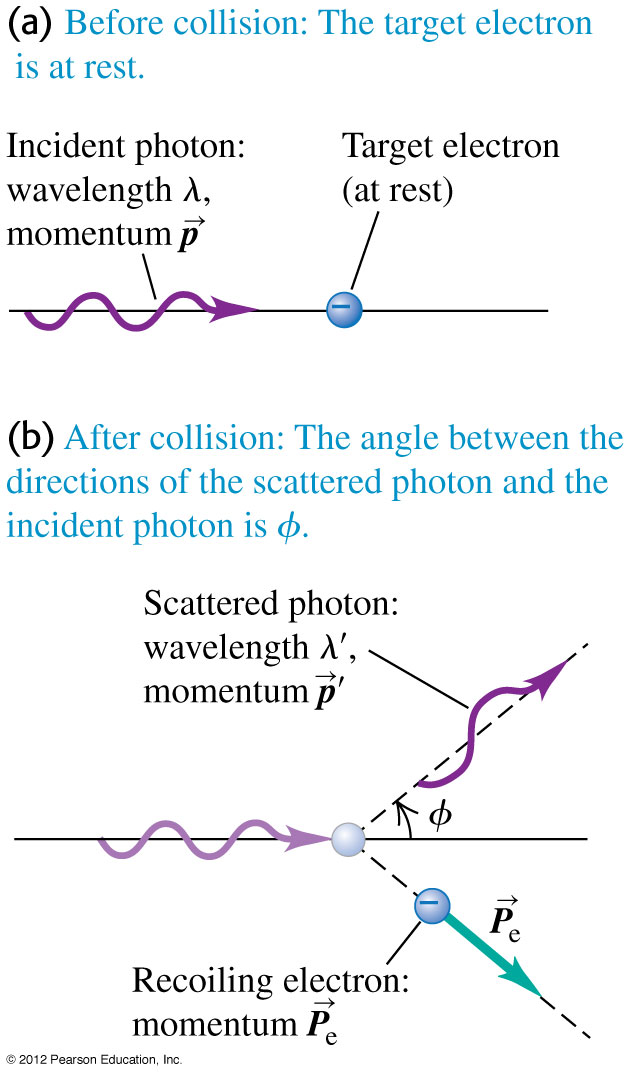 (a) Before collision: The target electron
is at rest.
Incident photon:
wavelength λ,
momentum p⃗
Target electron
(at rest)
(b) After collision: The angle between the
directions of the scattered photon and the
incident photon is ϕ.
Scattered photon:
wavelength λ′,
momentum p⃗′
ϕ
P⃗e
Recoiling electron:
momentum P⃗e
© 2012 Pearson Education, Inc.